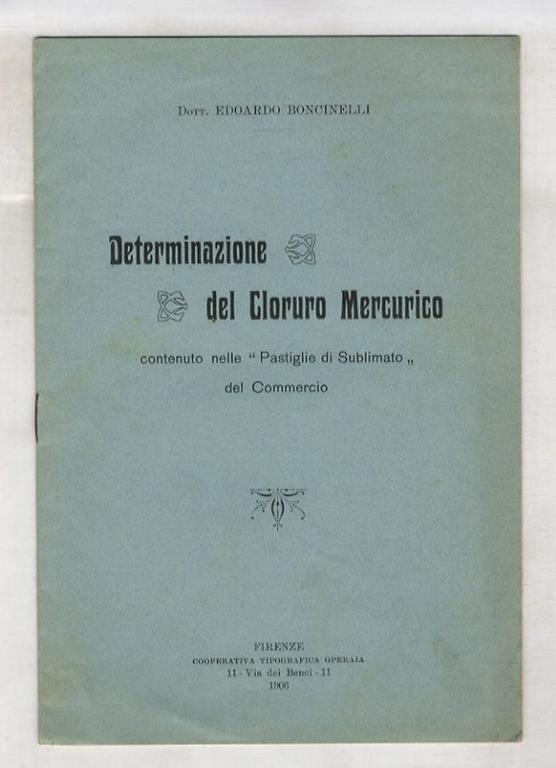 Dott. EDOARDO BONCINELLI
Determinazione
del Cloruro Mercurico
contenuto nelle “ Pastiglie di Sublimato „
del Commercio
FIRENZE
COOPERATIVA TIPOGRAFICA OPERAIA
11 - Via dei Benci - 11
1906